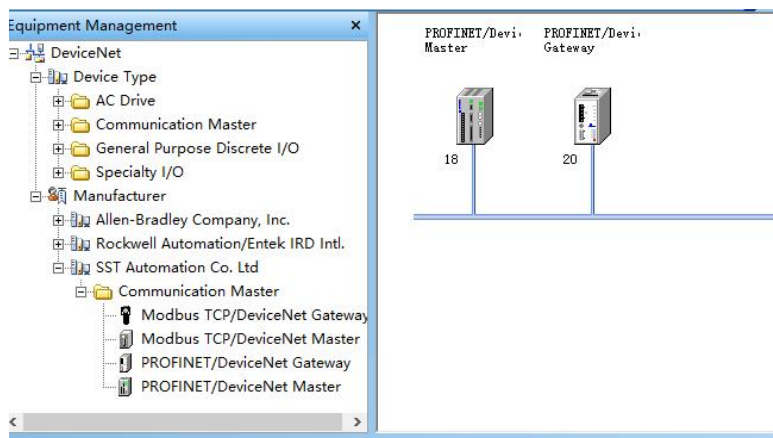 Equipment Management
DeviceNet
Device Type
AC Drive
Communication Master
General Purpose Discrete I/O
Specialty I/O
Manufacturer
Allen-Bradley Company, Inc.
Rockwell Automation/Entek IRD Intl.
SST Automation Co. Ltd
Communication Master
Modbus TCP/DeviceNet Gateway
Modbus TCP/DeviceNet Master
PROFINET/DeviceNet Gateway
PROFINET/DeviceNet Master
PROFINET/Devi
Master
PROFINET/Devi
Gateway
18
20